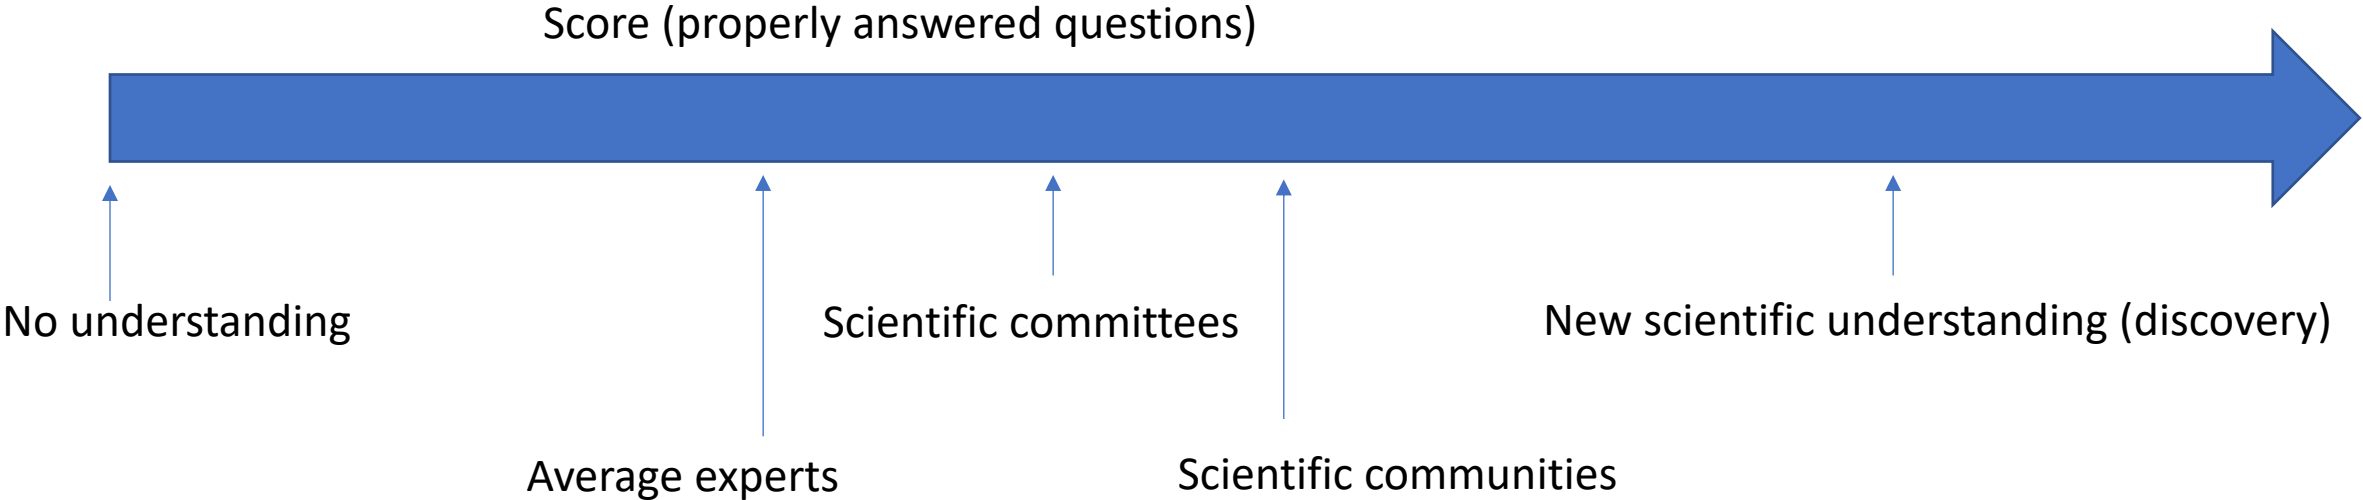 Score (properly answered questions)
No understanding
Scientific committees
New scientific understanding (discovery)
Average experts
Scientific communities